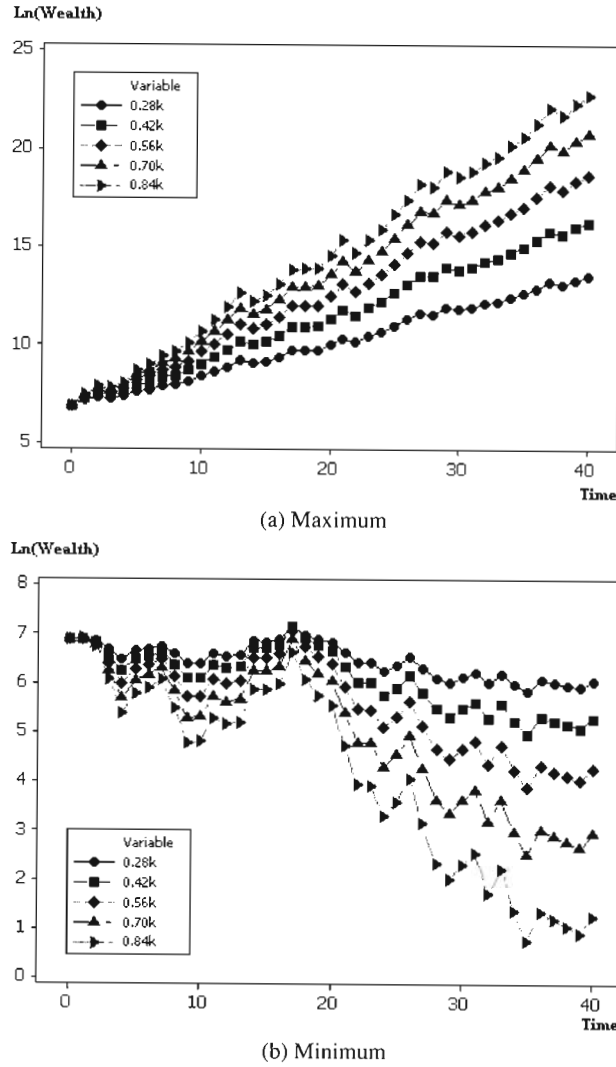 Ln(Wealth)
25
20
15
10
5
Variable
0.28k
0.42k
0.56k
0.70k
0.84k
0
10
20
30
40
Time
(a) Maximum
Ln(Wealth)
8
7
6
5
4
3
2
1
0
Variable
0.28k
0.42k
0.56k
0.70k
0.84k
0
10
20
30
40
Time
(b) Minimum